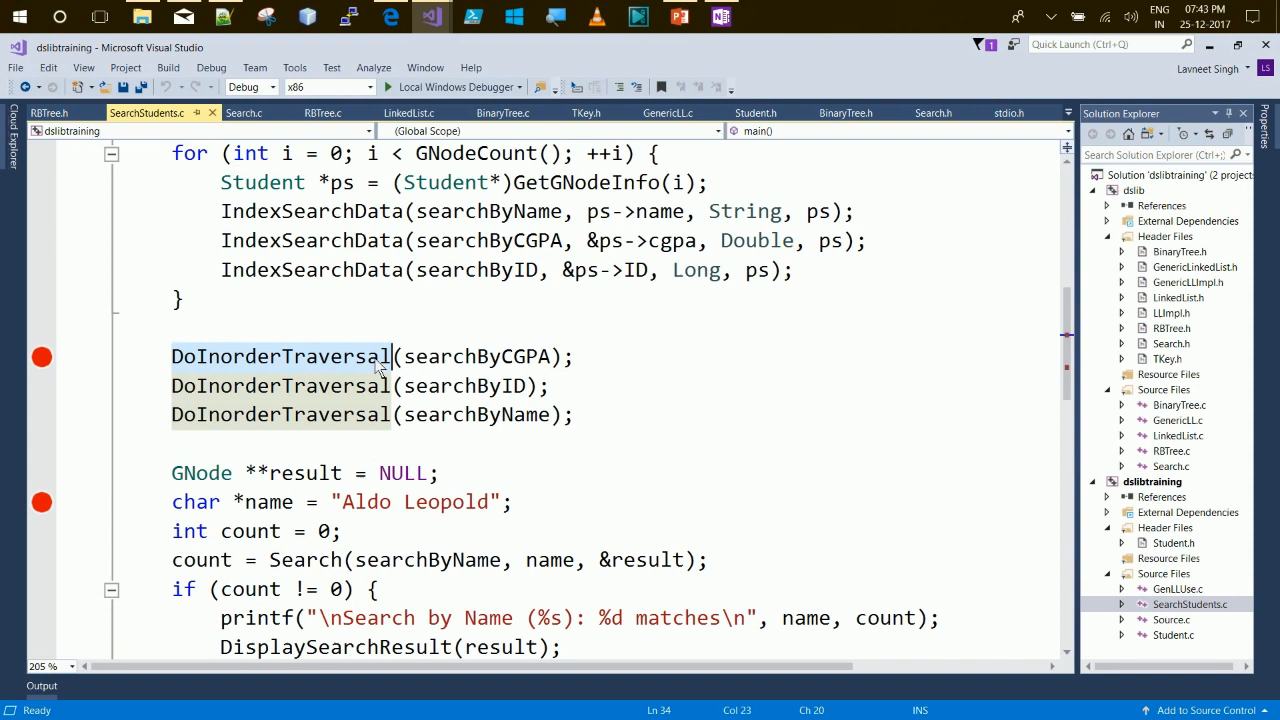 07:43 PM
ENG
IN
25-12-2017
dslibtraining - Microsoft Visual Studio
1
Quick Launch (Ctrl+Q)
File Edit View Project Build Debug Team Tools Test Analyze Window Help
Lavneet Singh LS
Debug x86 Local Windows Debugger
RBTree.h SearchStudents.c Search.c RBTree.c LinkedList.c BinaryTree.c TKey.h GenericLL.c Student.h BinaryTree.h Search.h stdio.h
dslibtraining (Global Scope) main()
Cloud Explorer
for (int i = 0; i < GNodeCount(); ++i) {
Student *ps = (Student*)GetGNodeInfo(i);
IndexSearchData(searchByName, ps->name, String, ps);
IndexSearchData(searchByCGPA, &ps->cgpa, Double, ps);
IndexSearchData(searchByID, &ps->ID, Long, ps);
}
DoInorderTraversal(searchByCGPA);
DoInorderTraversal(searchByID);
DoInorderTraversal(searchByName);
GNode **result = NULL;
char *name = "Aldo Leopold";
int count = 0;
count = Search(searchByName, name, &result);
if (count != 0) {
printf("\nSearch by Name (%s): %d matches\n", name, count);
DisplaySearchResult(result);
205 %
Solution Explorer
Search Solution Explorer (Ctrl+;)
Solution 'dslibtraining' (2 project
dslib
References
External Dependencies
Header Files
BinaryTree.h
GenericLinkedList.h
GenericLLImpl.h
LinkedList.h
LLImpl.h
RBTree.h
Search.h
TKey.h
Resource Files
Source Files
BinaryTree.c
GenericLL.c
LinkedList.c
RBTree.c
Search.c
dslibtraining
References
External Dependencies
Header Files
Student.h
Resource Files
Source Files
GenLLUse.c
SearchStudents.c
Source.c
Student.c
Properties
Output
Ready Ln 34 Col 23 Ch 20 INS Add to Source Control